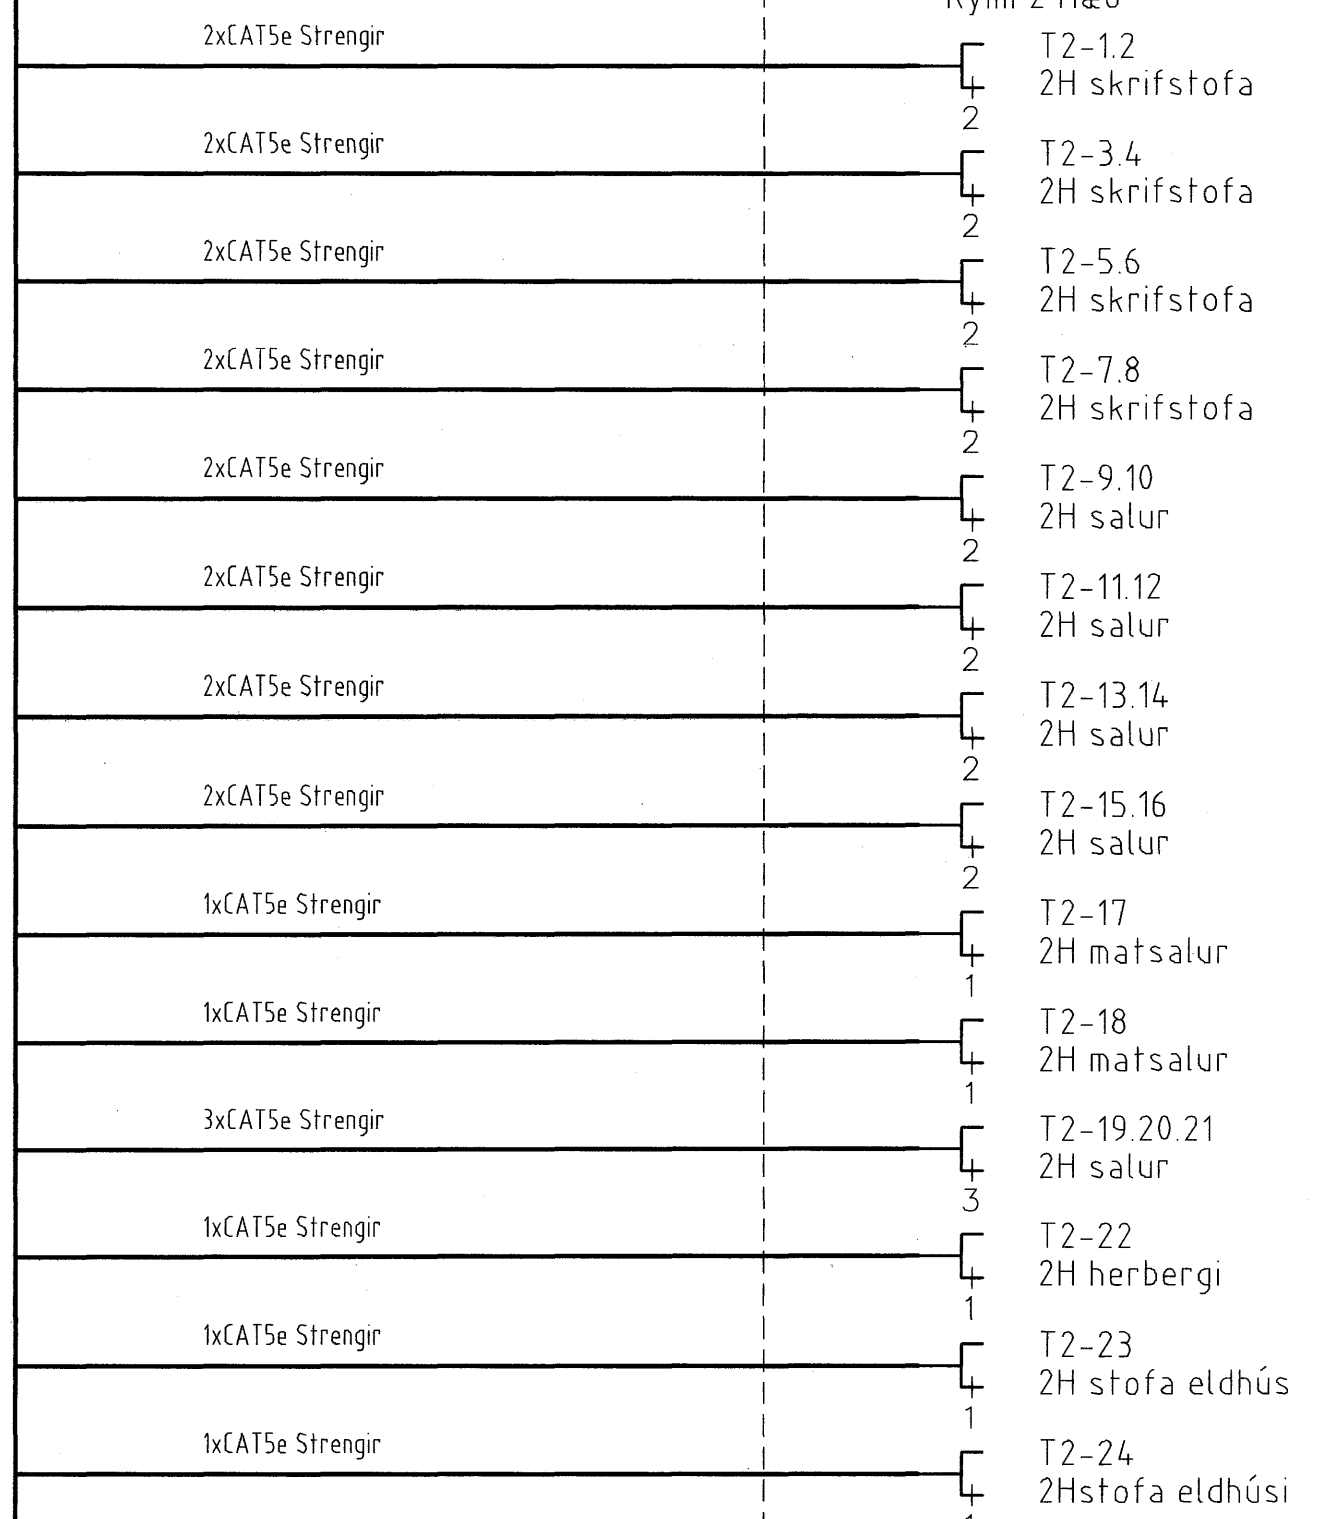 2xCAT5e Strengir
T2-1.2
2H skrifstofa
2
2xCAT5e Strengir
T2-3.4
2H skrifstofa
2
2xCAT5e Strengir
T2-5.6
2H skrifstofa
2
2xCAT5e Strengir
T2-7.8
2H skrifstofa
2
2xCAT5e Strengir
T2-9.10
2H salur
2
2xCAT5e Strengir
T2-11.12
2H salur
2
2xCAT5e Strengir
T2-13.14
2H salur
2
2xCAT5e Strengir
T2-15.16
2H salur
2
1xCAT5e Strengir
T2-17
2H matsalur
1
1xCAT5e Strengir
T2-18
2H matsalur
1
3xCAT5e Strengir
T2-19.20.21
2H salur
3
1xCAT5e Strengir
T2-22
2H herbergi
1
1xCAT5e Strengir
T2-23
2H stofa eldhús
1
1xCAT5e Strengir
T2-24
2Hstofa eldhúsi